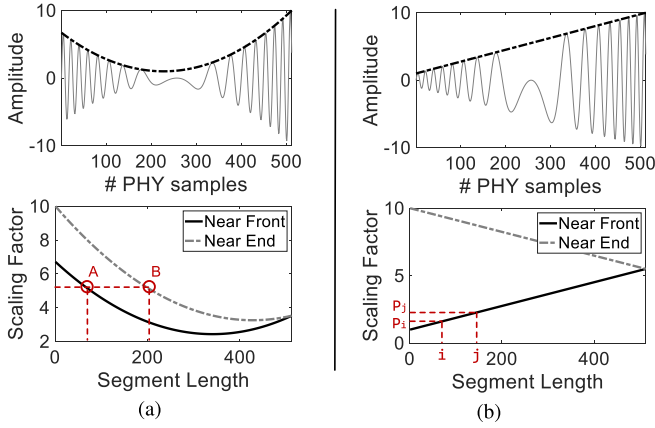 10
0
-10
Amplitude
100 200 300 400 500
# PHY samples
10
8
6
4
2
Scaling Factor
Near Front
Near End
A
B
0 200 400
Segment Length
(a)
10
0
-10
Amplitude
100 200 300 400 500
# PHY samples
10
5
0
Scaling Factor
Near Front
Near End
Pj
Pi
i
j
0 200 400
Segment Length
(b)